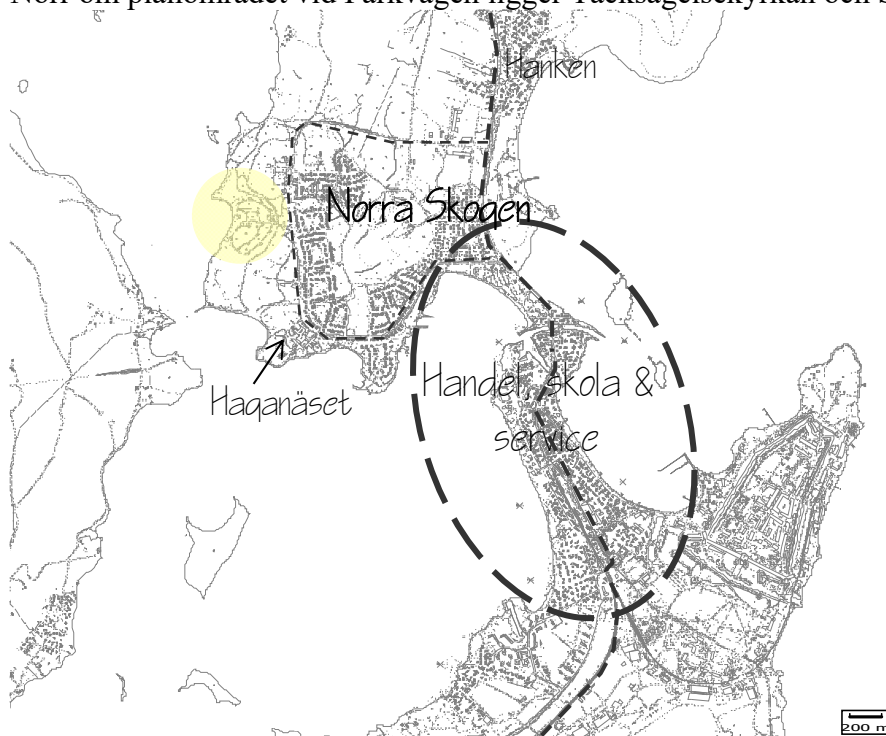 Norr om planområdet vid Parkvägen ligger Tacksägelsekyrkan och
Hanken
Norra Skogen
Handel, skola &
service
Haganäset
200 m